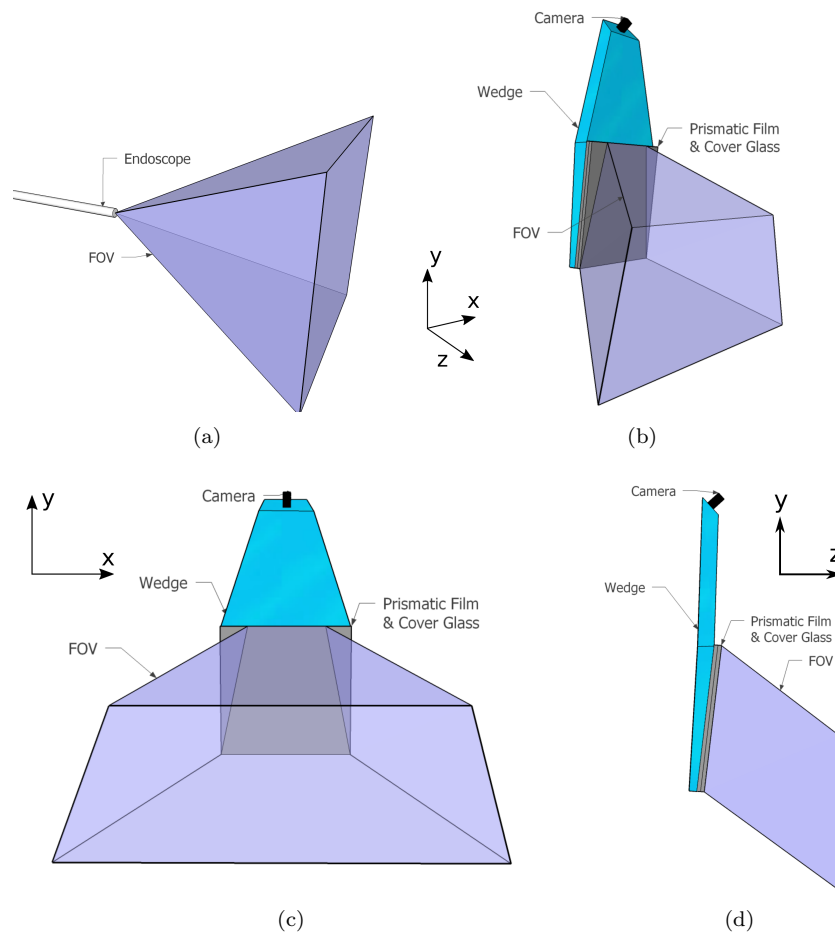 Endoscope
FOV
(a)
Camera
Wedge
Prismatic Film
& Cover Glass
FOV
(b)
y
x
z
y
x
Camera
Wedge
Prismatic Film
& Cover Glass
FOV
(c)
Camera
y
z
Wedge
Prismatic Film
& Cover Glass
FOV
(d)